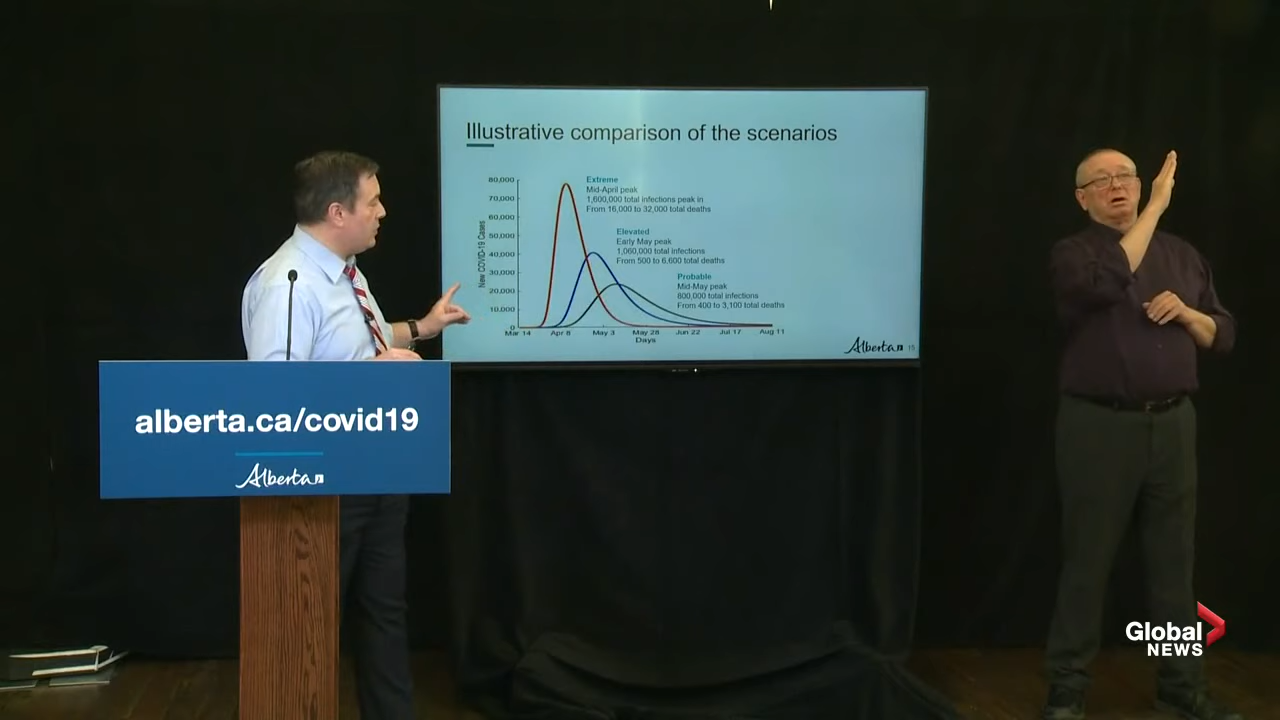 Illustrative comparison of the scenarios
80,000
70,000
60,000
50,000
40,000
30,000
20,000
10,000
0
New COVID-19 Cases
Extreme
Mid-April peak
1,600,000 total infections peak in
From 16,000 to 32,000 total deaths
Elevated
Early May peak
1,060,000 total infections
From 500 to 6,600 total deaths
Probable
Mid-May peak
800,000 total infections
From 400 to 3,100 total deaths
Mar 14 Apr 8 May 3 May 28 Jun 22 Jul 17 Aug 11
Days
Alberta 15
alberta.ca/covid19
Alberta
Global
NEWS